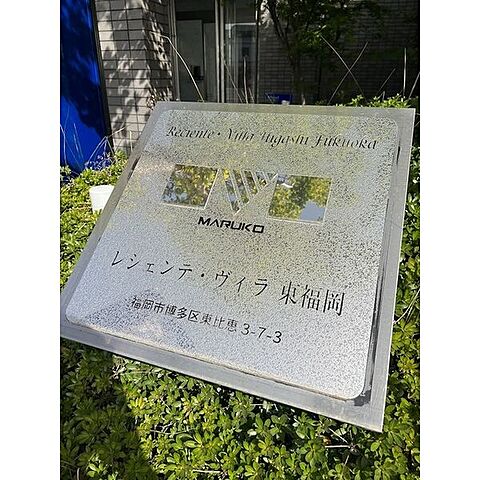 Reciente・Villa Higashi Fukuoka
MARUKO
レシェンテ・ヴィラ 東福岡
福岡市博多区東比恵 3-7-3